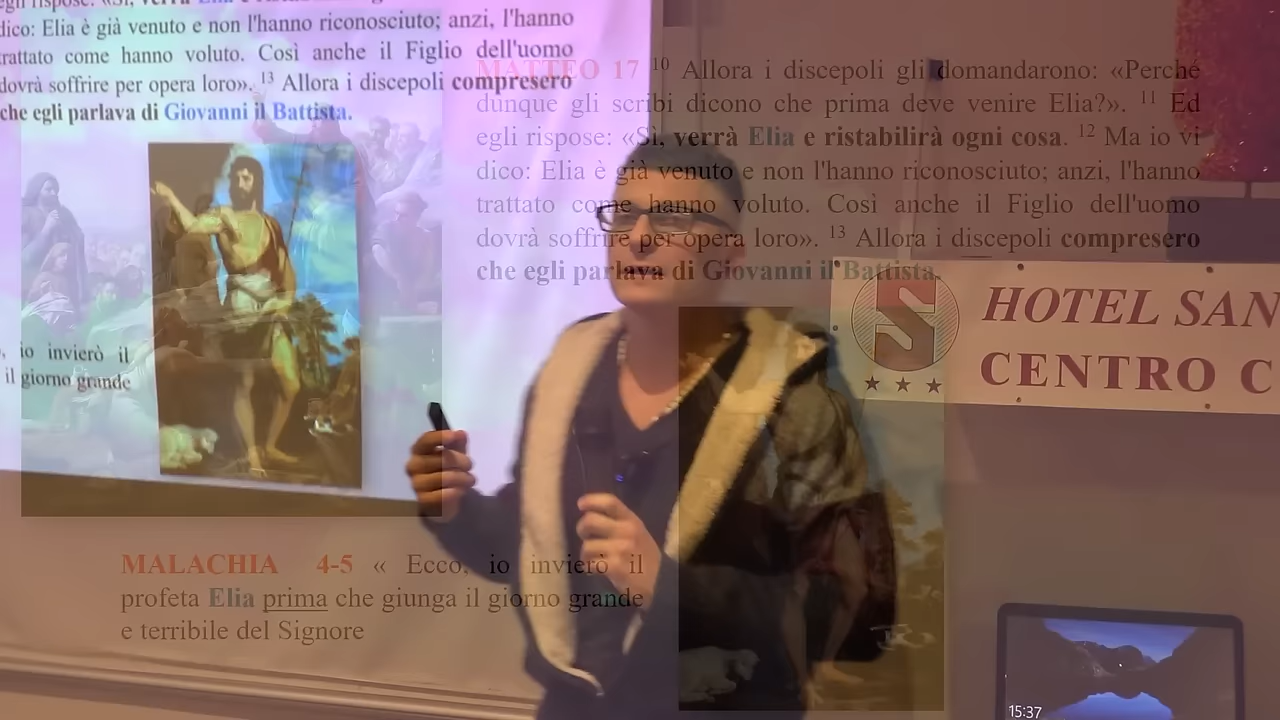 dico: Elia è già venuto e non l'hanno riconosciuto; anzi, l'hanno
trattato come hanno voluto. Così anche il Figlio dell'uomo
dovrà soffrire per opera loro». 13 Allora i discepoli compresero
che egli parlava di Giovanni il Battista.
io invierò il
il giorno grande
MATTEO 17 10 Allora i discepoli gli domandarono: «Perché
dunque gli scribi dicono che prima deve venire Elia?». 11 Ed
egli rispose: «Sì, verrà Elia e ristabilirà ogni cosa. 12 Ma io vi
dico: Elia è già venuto e non l'hanno riconosciuto; anzi, l'hanno
trattato come hanno voluto. Così anche il Figlio dell'uomo
dovrà soffrire per opera loro». 13 Allora i discepoli compresero
che egli parlava di Giovanni il Battista.
HOTEL SAN
CENTRO C
MALACHIA 4-5 « Ecco, io invierò il
profeta Elia prima che giunga il giorno grande
e terribile del Signore
15:37